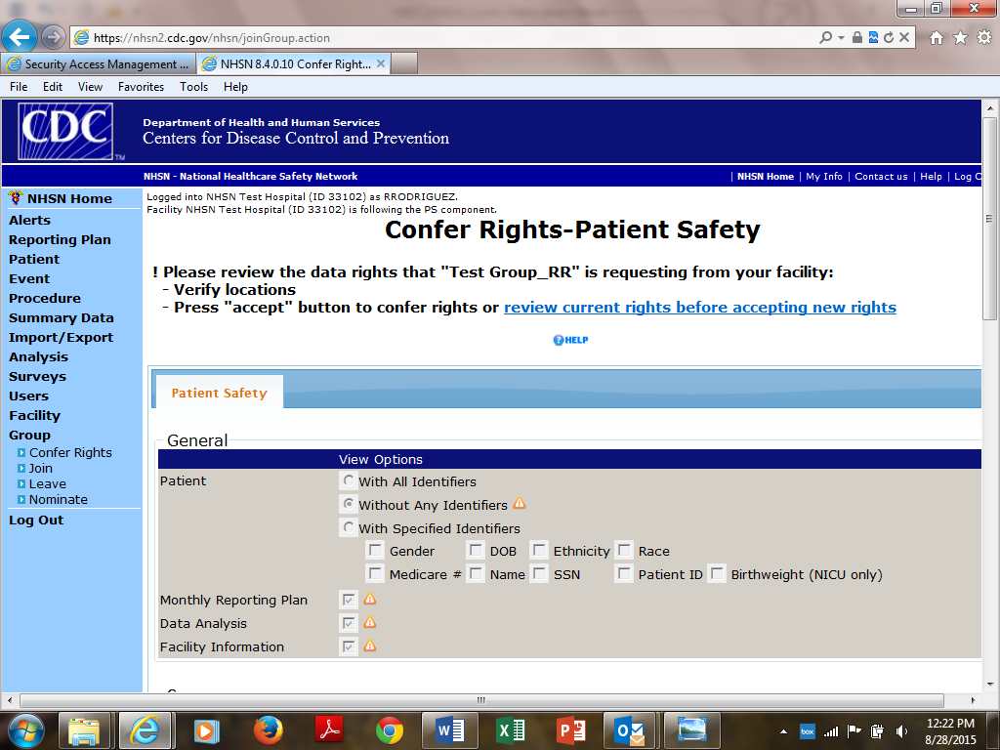 https://nhsn2.cdc.gov/nhsn/joinGroup.action
Security Access Management ...
NHSN 8.4.0.10 Confer Right...
File Edit View Favorites Tools Help
CDC TM
Department of Health and Human Services
Centers for Disease Control and Prevention
NHSN - National Healthcare Safety Network | NHSN Home | My Info | Contact us | Help | Log O
NHSN Home
Alerts
Reporting Plan
Patient
Event
Procedure
Summary Data
Import/Export
Analysis
Surveys
Users
Facility
Group
Confer Rights
Join
Leave
Nominate
Log Out
Logged into NHSN Test Hospital (ID 33102) as RRODRIGUEZ.
Facility NHSN Test Hospital (ID 33102) is following the PS component.
Confer Rights-Patient Safety
! Please review the data rights that "Test Group_RR" is requesting from your facility:
- Verify locations
- Press "accept" button to confer rights or review current rights before accepting new rights
HELP
Patient Safety
General
View Options
Patient With All Identifiers
Without Any Identifiers
With Specified Identifiers
Gender DOB Ethnicity Race
Medicare # Name SSN Patient ID Birthweight (NICU only)
Monthly Reporting Plan
Data Analysis
Facility Information
box
12:22 PM
8/28/2015